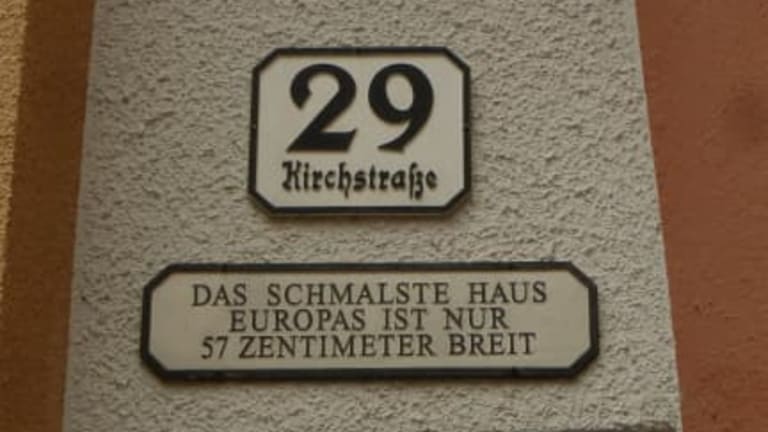 29
Kirchstraße
DAS SCHMALSTE HAUS
EUROPAS IST NUR
57 ZENTIMETER BREIT